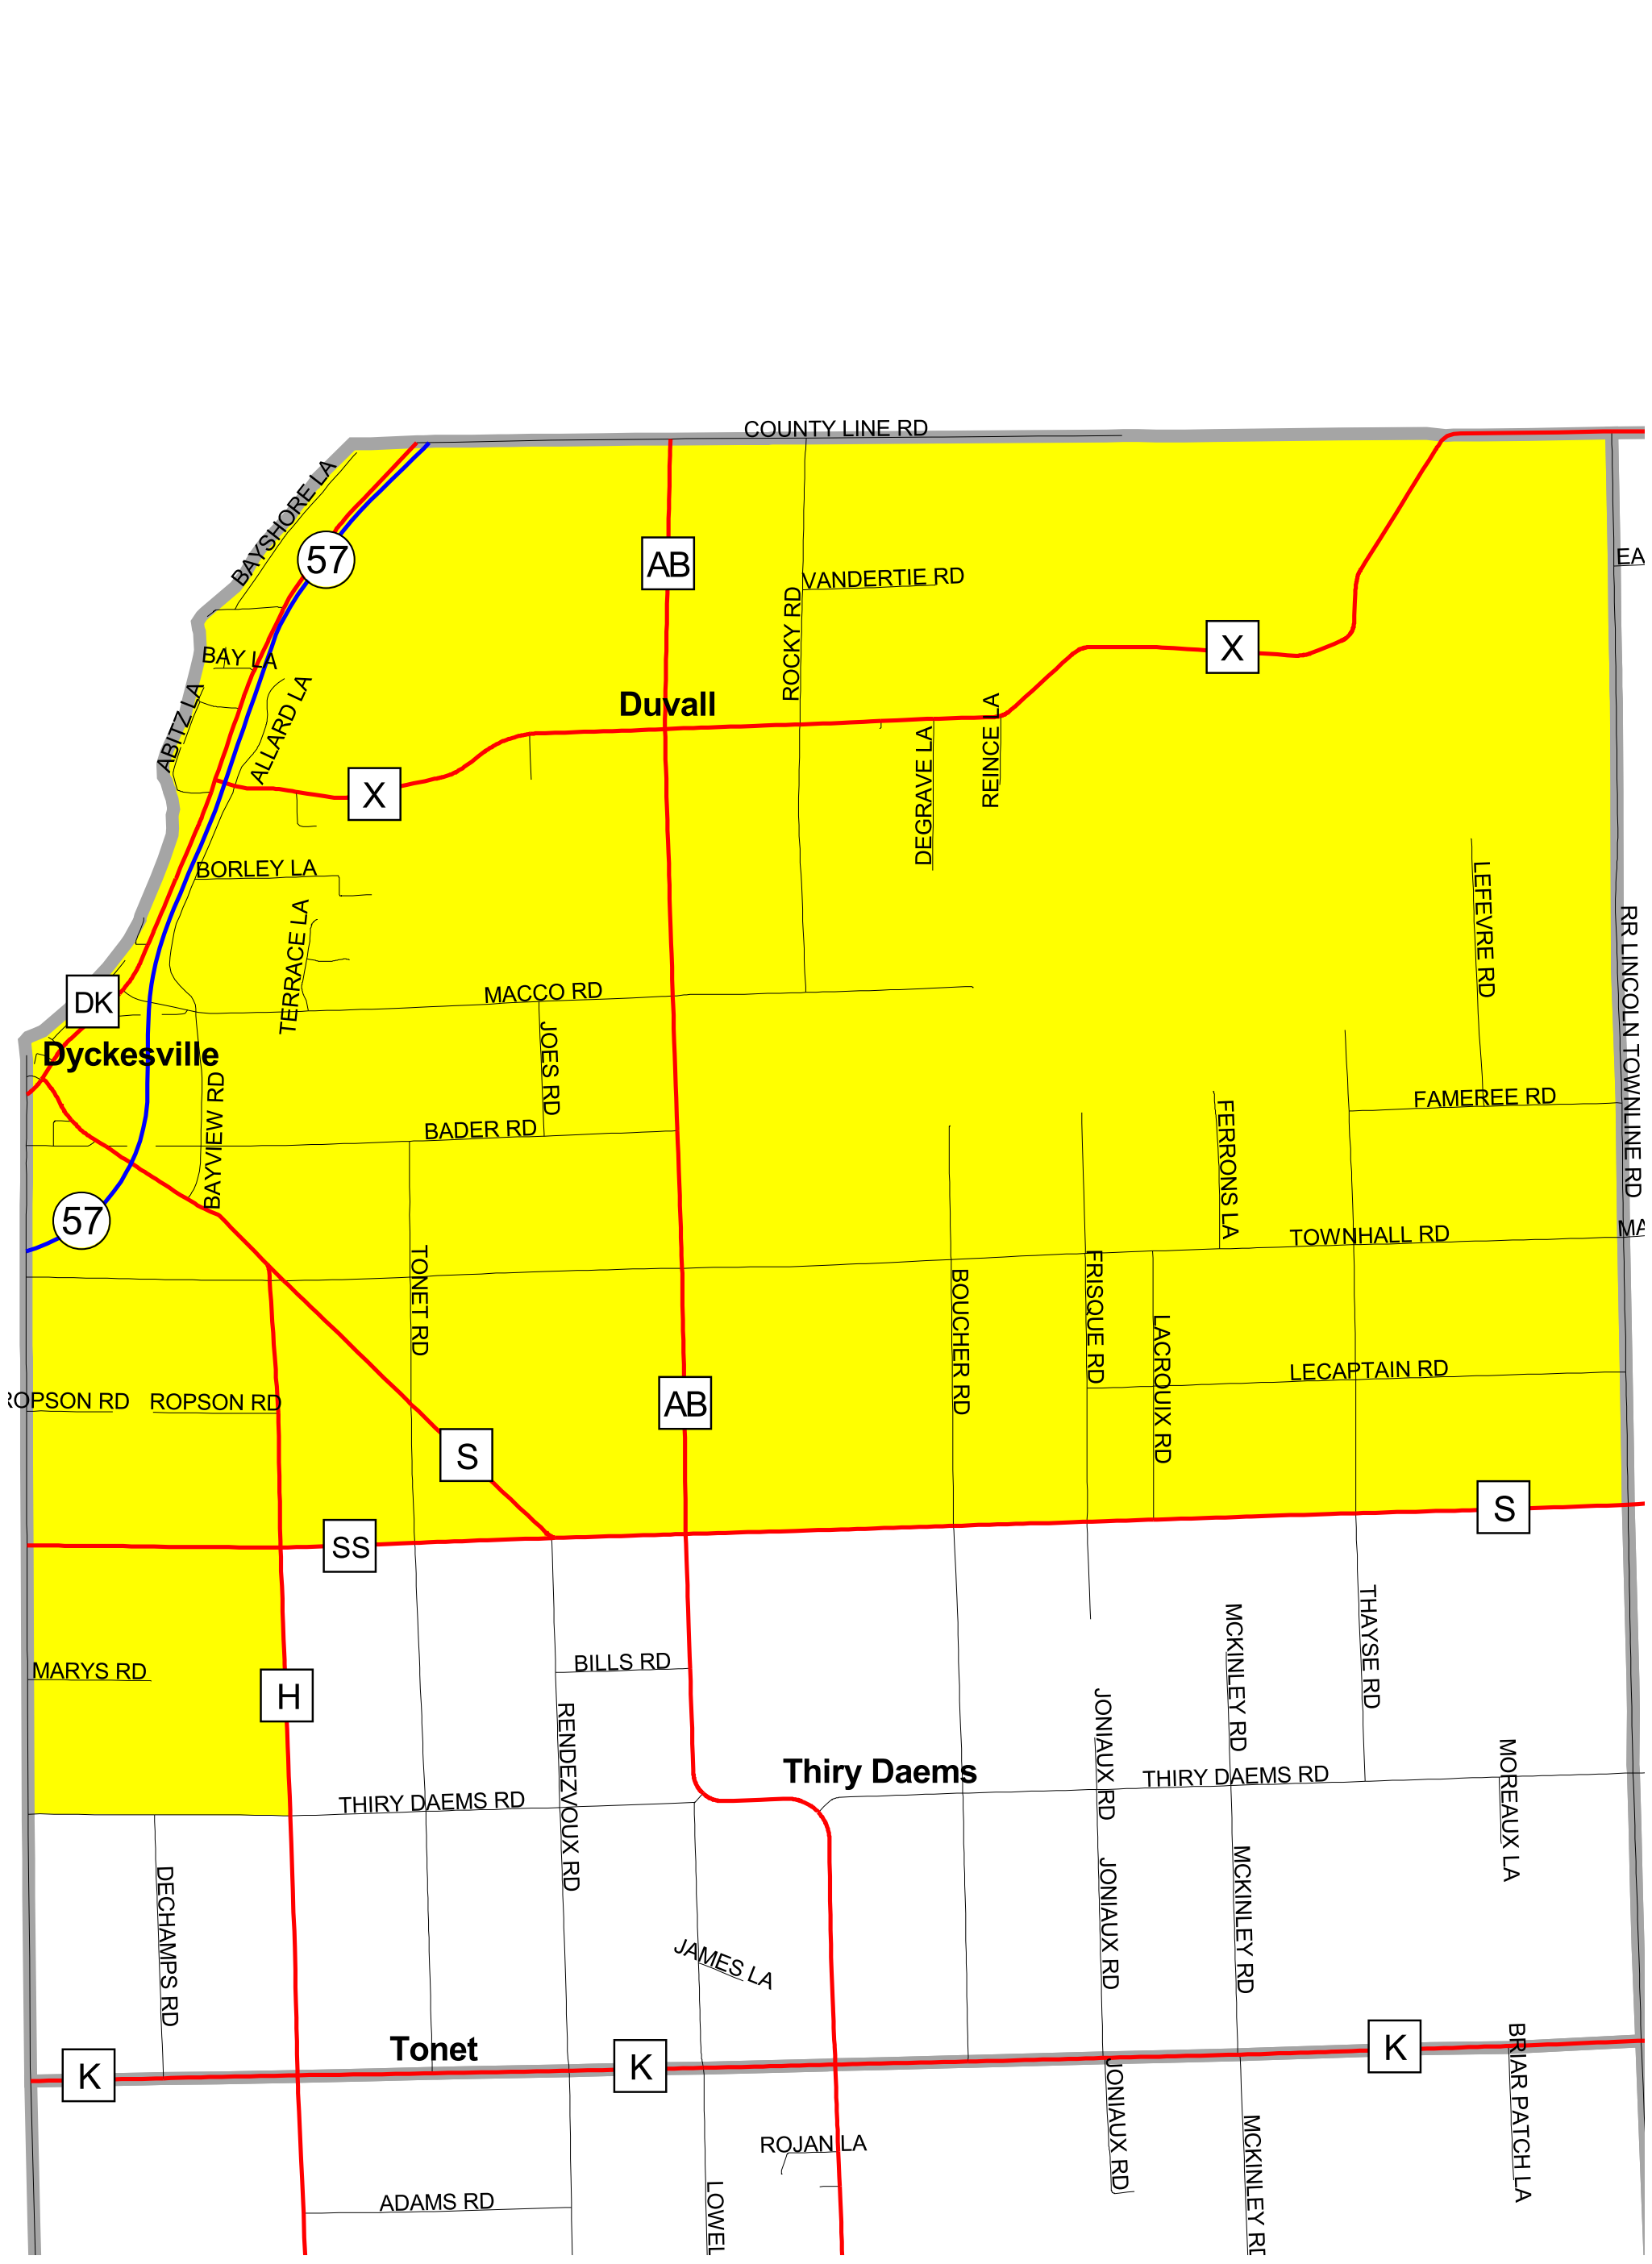 COUNTY LINE RD
BAYSHORE LA
57
AB
EA
VANDERTIE RD
ROCKY RD
X
BAY LA
ABITZ LA
ALLARD LA
Duvall
REINCE LA
DEGRAVE LA
X
BORLEY LA
LEFEVRE RD
TERRACE LA
RR LINCOLN TOWNLINE RD
DK
MACCO RD
Dyckesville
JOES RD
BAYVIEW RD
BADER RD
FAMEREE RD
FERRONS LA
57
TOWNHALL RD
MA
TONET RD
BOUCHER RD
FRISQUE RD
LACROUIX RD
LECAPTAIN RD
ROPSON RD
ROPSON RD
AB
S
S
SS
MARYS RD
H
BILLS RD
RENDEZVOUX RD
MCKINLEY RD
THAYSE RD
JONIAUX RD
Thiry Daems
THIRY DAEMS RD
MOREAUX LA
THIRY DAEMS RD
DECHAMPS RD
JONIAUX RD
MCKINLEY RD
JAMES LA
Tonet
K
K
K
BRIAR PATCH LA
JONIAUX RD
ROJAN LA
MCKINLEY RD
ADAMS RD
LOWEL